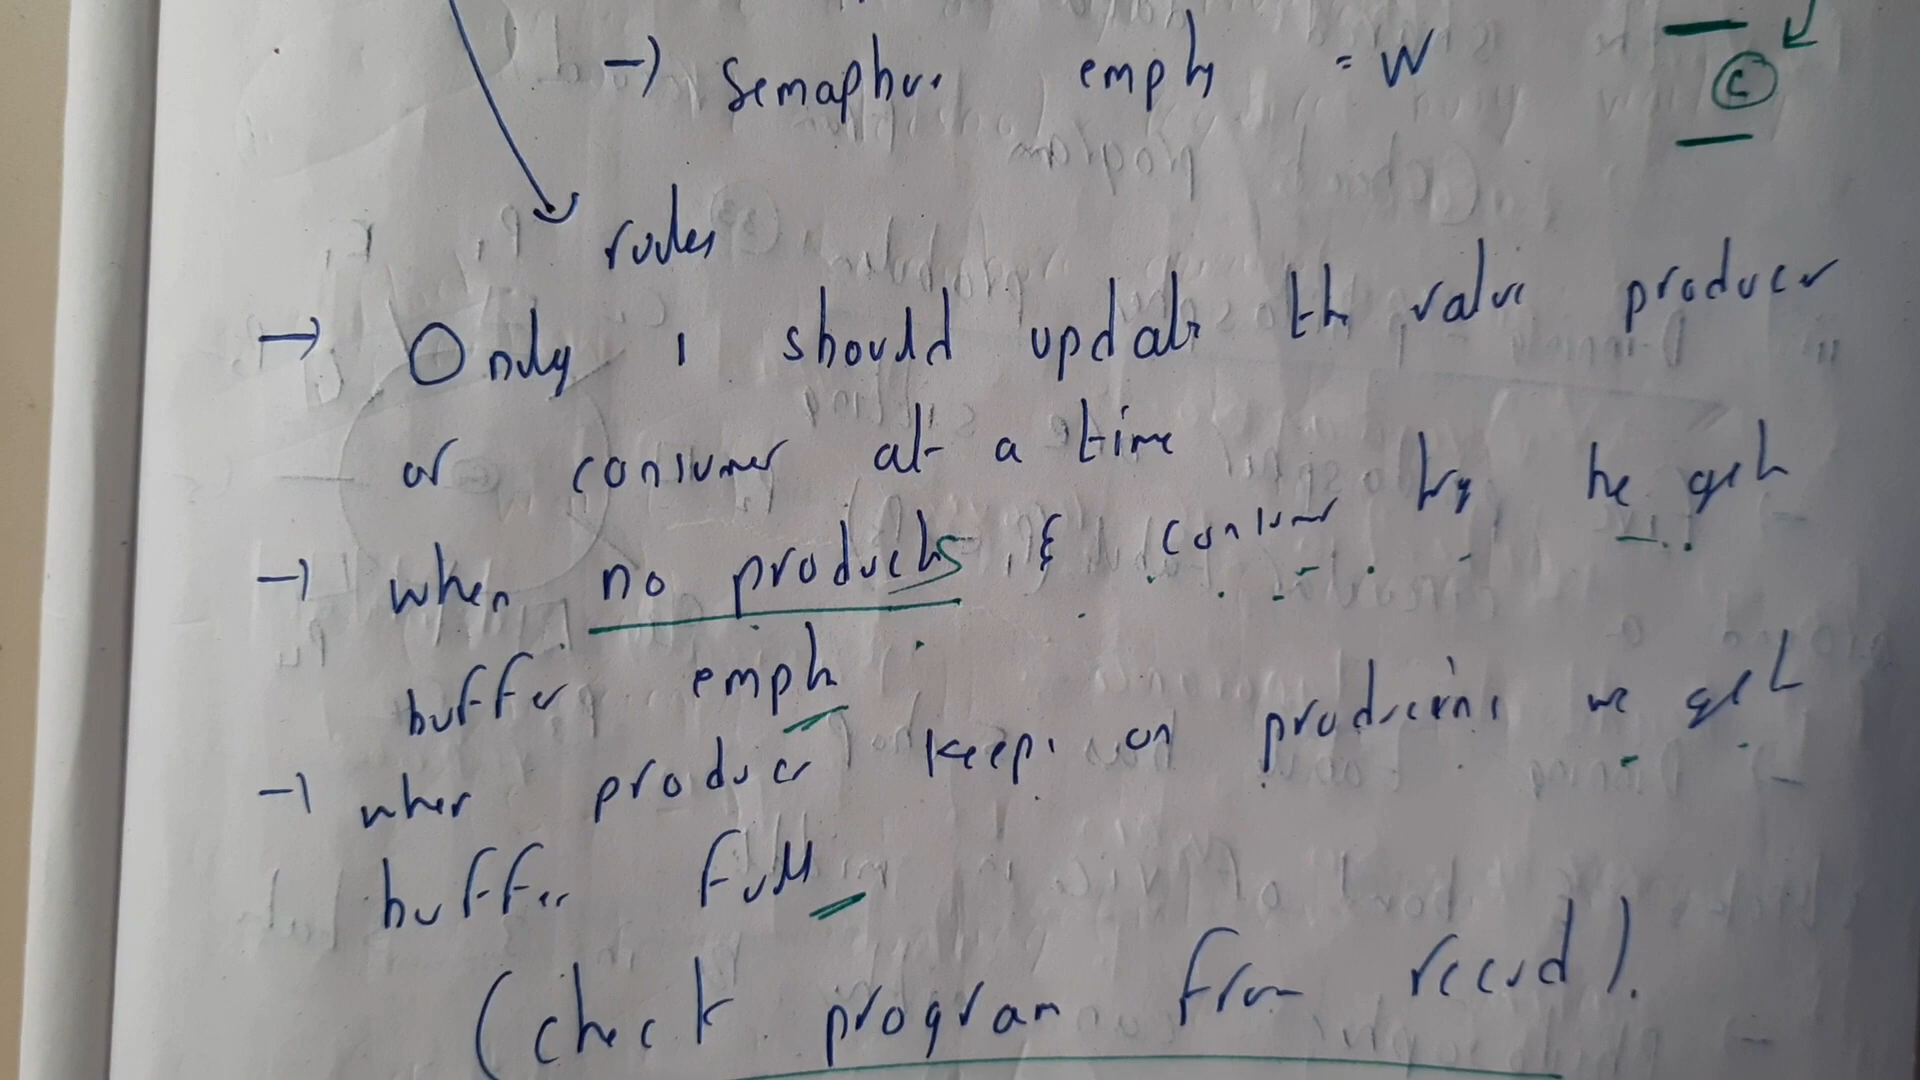 → Semaphore empty = N
C
rules
→ Only 1 should update the value producer
or consumer at a time
→ when no products & consumer try he get
buffer empty
→ when producer keeps on producing we get
buffer full
(check program from record).